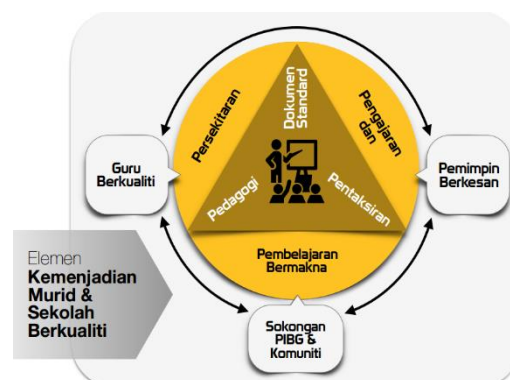 Dokumen
Standard
Persekitaran
Pengajaran
dan
Guru
Berkualiti
Pedagogi
Pentaksiran
Pemimpin
Berkesan
Pembelajaran
Bermakna
Elemen
Kemenjadian
Murid &
Sekolah
Berkualiti
Sokongan
PIBG &
Komuniti